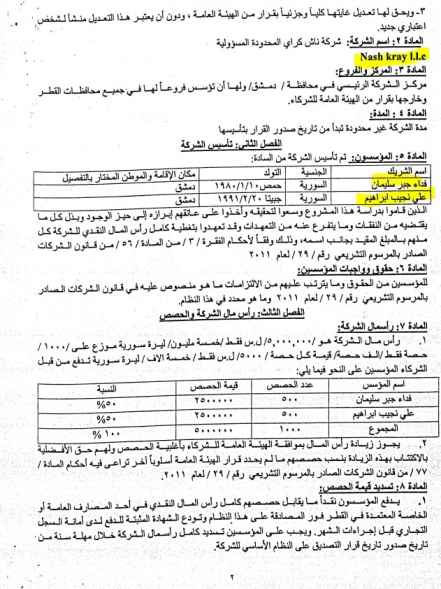 ٣- ويحق لها تعديل غايتها كلياً وجزئياً بقرار من الهيئة العامة، ودون أن يعتبر هذا التعديل منشأ لشخص
اعتباري جديد.
المادة ٢: اسم الشركة: شركة ناش كراي المحدودة المسؤولية
Nash kray l.l.e
المادة ٣: المركز والفروع:
مركز الشركة الرئيسي في محافظة / دمشق/ ولها أن تؤسس فروعاً لها في جميع محافظات القطر
وخارجها بقرار من الهيئة العامة للشركاء.
المادة ٤: المدة:
مدة الشركة غير محدودة تبدأ من تاريخ صدور القرار بتأسيسها
الفصل الثاني: تأسيس الشركة
المادة ٥: المؤسسون: تم تأسيس الشركة من السادة:
اسم الشريك الجنسية التولد مكان الإقامة والموطن المختار بالتفصيل
فداء جبر سليمان السورية حمص ١٩٨٠/١/١٠ دمشق
علي نجيب ابراهيم السورية جبيتا ١٩٩١/٢/٢٠ دمشق
الذين قاموا بدراسة هذا المشروع وسعوا لتحقيقه وأخذوا على عاتقهم إبرازه إلى حيز الوجود وبذل كل ما
يقتضيه من النفقات وما يتفرع عنه من التعهدات وقد تعهدوا بتغطية كامل رأس المال النقدي للشركة كل
منهم بالمبلغ المقيد بجانب اسمه، وذلك وفقاً لأحكام الفقرة /٣/ من المادة /٥٦/ من قانون الشركات
الصادر بالمرسوم التشريعي رقم /٢٩/ لعام ٢٠١١
المادة ٦: حقوق وواجبات المؤسسين:
للمؤسسين من الحقوق وما يترتب عليهم من الالتزامات ما هو منصوص عليه في قانون الشركات الصادر
بالمرسوم التشريعي رقم /٢٩/ لعام ٢٠١١ وما هو محدد في هذا النظام.
الفصل الثالث: رأس مال الشركة والحصص
المادة ٧: رأسمال الشركة:
١. رأس مال الشركة هو /٥,٠٠٠,٠٠٠/ ل.س فقط /خمسة مليون/ ليرة سورية موزع على /١٠٠٠/
حصة فقط /الف حصة/ قيمة كل حصة /٥٠٠٠/ ل.س فقط / خمسة الاف / ليرة سورية تدفع من قبل
الشركاء المؤسسين على النحو فيما يلي:
اسم المؤسس عدد الحصص قيمة الحصص النسبة
فداء جبر سليمان ٥٠٠ ٢٥٠٠٠٠٠ ٥٠%
علي نجيب ابراهيم ٥٠٠ ٢٥٠٠٠٠٠ ٥٠%
المجموع ١٠٠٠ ٥٠٠٠٠٠٠ ١٠٠%
٢. يجوز زيادة رأس المال بموافقة الهيئة العامة للشركاء بأغلبية الحصص ولهم حق الأفضلية
بالاكتتاب بهذه الزيادة بنسب حصصهم ما لم يحدد قرار الهيئة العامة أسلوباً آخر تراعى فيه أحكام المادة /
٧٧/ من قانون الشركات الصادر بالمرسوم التشريعي رقم /٢٩/ لعام ٢٠١١.
المادة ٨: تسديد قيمة الحصص:
١. يدفع المؤسسون نقداً ما يقابل حصصهم كامل رأس المال النقدي في أحد المصارف العامة أو
الخاصة المعتمدة في القطر فور المصادقة على هذا النظام وتودع الشهادة المثبتة للدفع لدى أمانة السجل
التجاري قبل إجراءات الشهر. ويجب على المؤسسين تسديد كامل رأسمال الشركة خلال مهلة سنة من
تاريخ صدور تاريخ قرار التصديق على النظام الأساسي للشركة.
٢